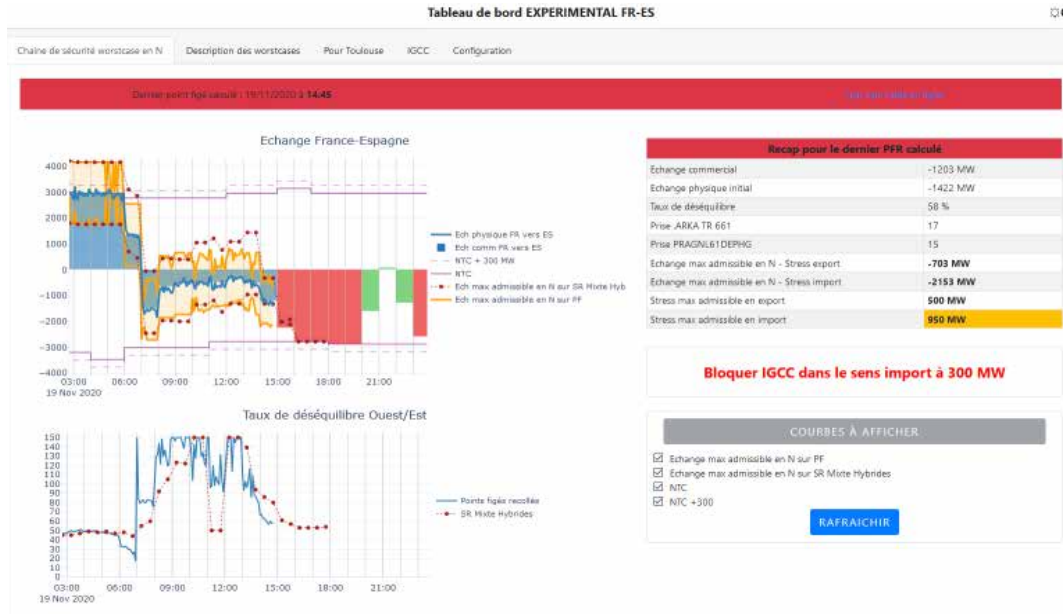 Tableau de bord EXPERIMENTAL FR-ES
Chaine de sécurité worstcase en N
Description des worstcases
Pour Toulouse
IGCC
Configuration
Dernier point figé calculé : 19/11/2020 à 14:45
Echange France-Espagne
4000
3000
2000
1000
0
−1000
−2000
−3000
−4000
03:00 06:00 09:00 12:00 15:00 18:00 21:00
19 Nov 2020
Ech physique FR vers ES
Ech comm FR vers ES
NTC + 300 MW
NTC
Ech max admissible en N sur SR Mixte Hyb
Ech max admissible en N sur PF
Recap pour le dernier PFR calculé
Echange commercial -1203 MW
Echange physique initial -1422 MW
Taux de déséquilibre 58 %
Prise .ARKA TR 661 17
Prise PRAGNL61DEPHG 15
Echange max admissible en N - Stress export -703 MW
Echange max admissible en N - Stress import -2153 MW
Stress max admissible en export 500 MW
Stress max admissible en import 950 MW
Bloquer IGCC dans le sens import à 300 MW
COURBES À AFFICHER
Echange max admissible en N sur PF
Echange max admissible en N sur SR Mixte Hybrides
NTC
NTC +300
RAFRAICHIR
Taux de déséquilibre Ouest/Est
150
140
130
120
110
100
90
80
70
60
50
40
30
20
10
0
03:00 06:00 09:00 12:00 15:00 18:00 21:00
19 Nov 2020
Points figés recollés
SR Mixte Hybrides